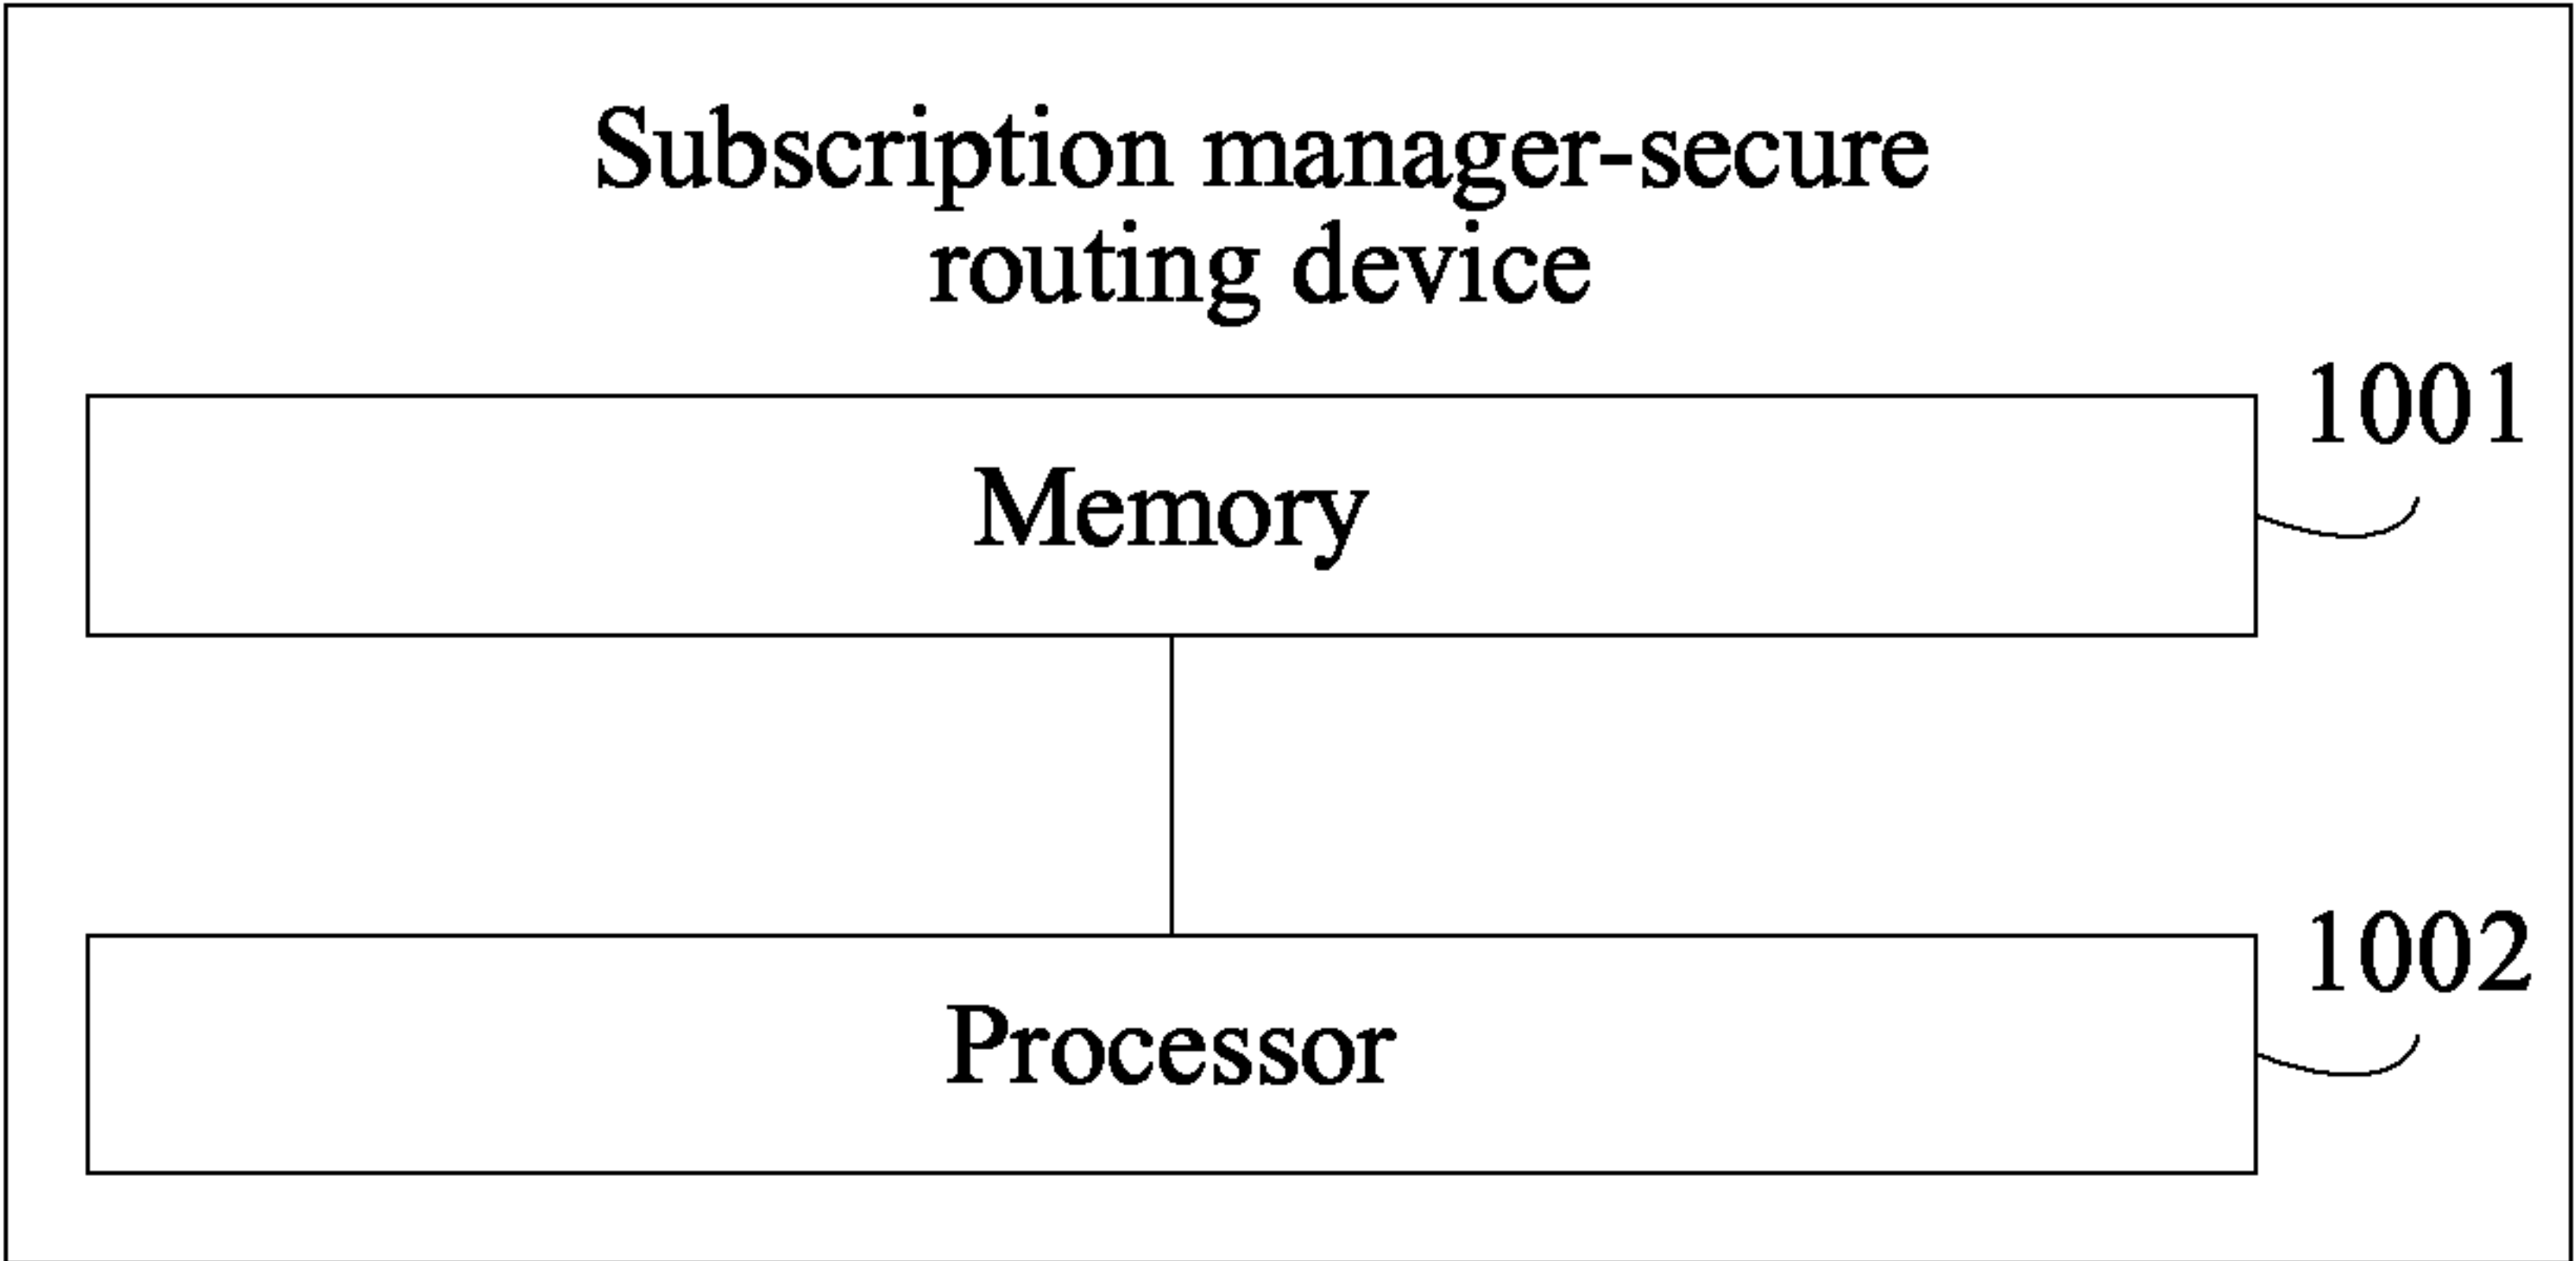 Subscription manager-secure
routing device
1001
Memory
1002
Processor